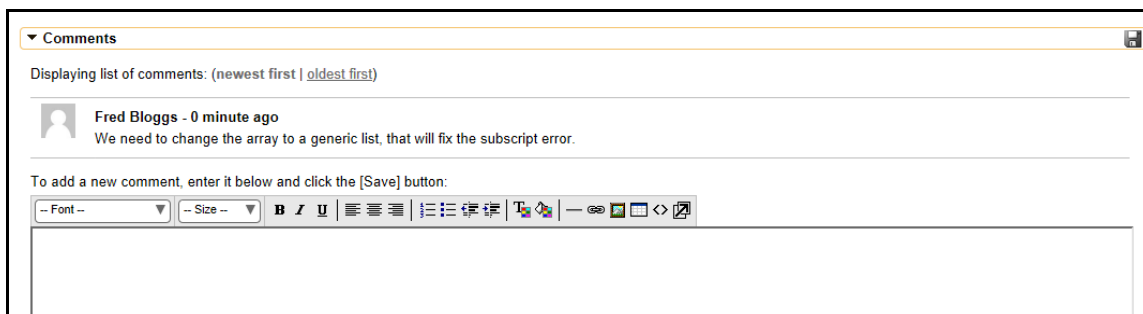 Comments
Displaying list of comments: (newest first | oldest first)
Fred Bloggs - 0 minute ago
We need to change the array to a generic list, that will fix the subscript error.
To add a new comment, enter it below and click the [Save] button:
-- Font -- -- Size -- B I U